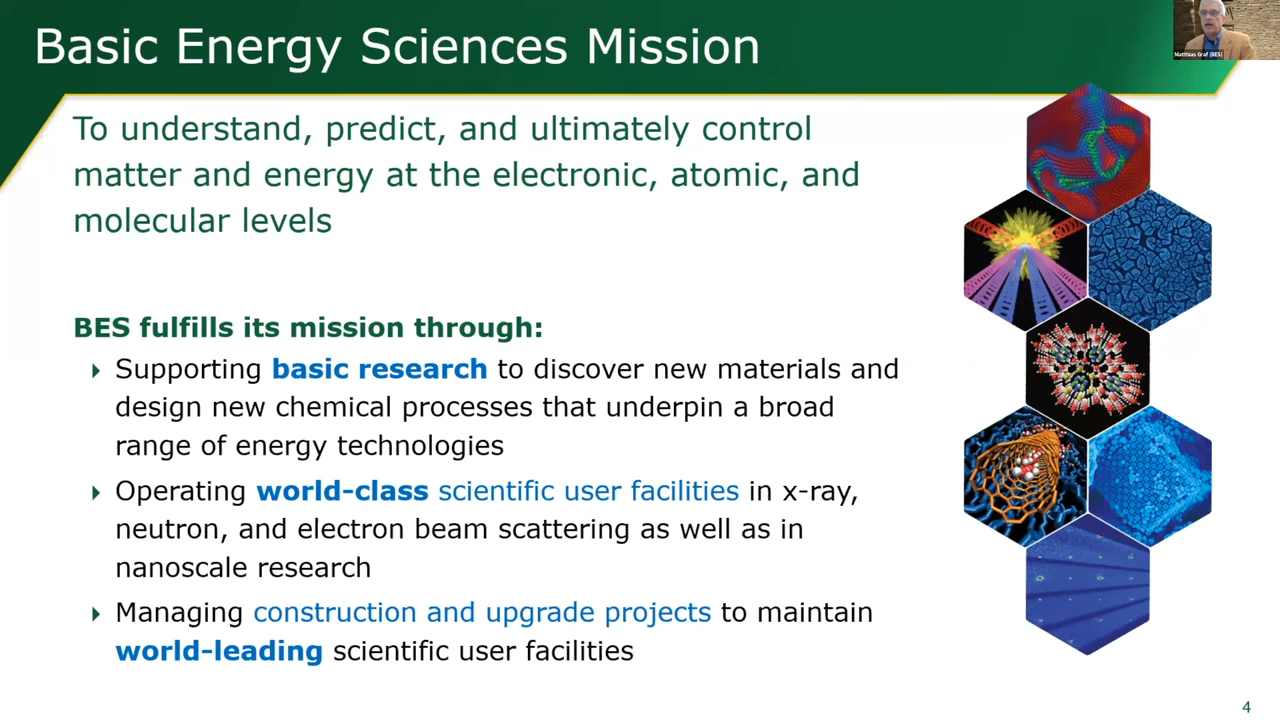 Basic Energy Sciences Mission
Matthias Graf (BES)
To understand, predict, and ultimately control
matter and energy at the electronic, atomic, and
molecular levels
BES fulfills its mission through:
Supporting basic research to discover new materials and
design new chemical processes that underpin a broad
range of energy technologies
Operating world-class scientific user facilities in x-ray,
neutron, and electron beam scattering as well as in
nanoscale research
Managing construction and upgrade projects to maintain
world-leading scientific user facilities
4